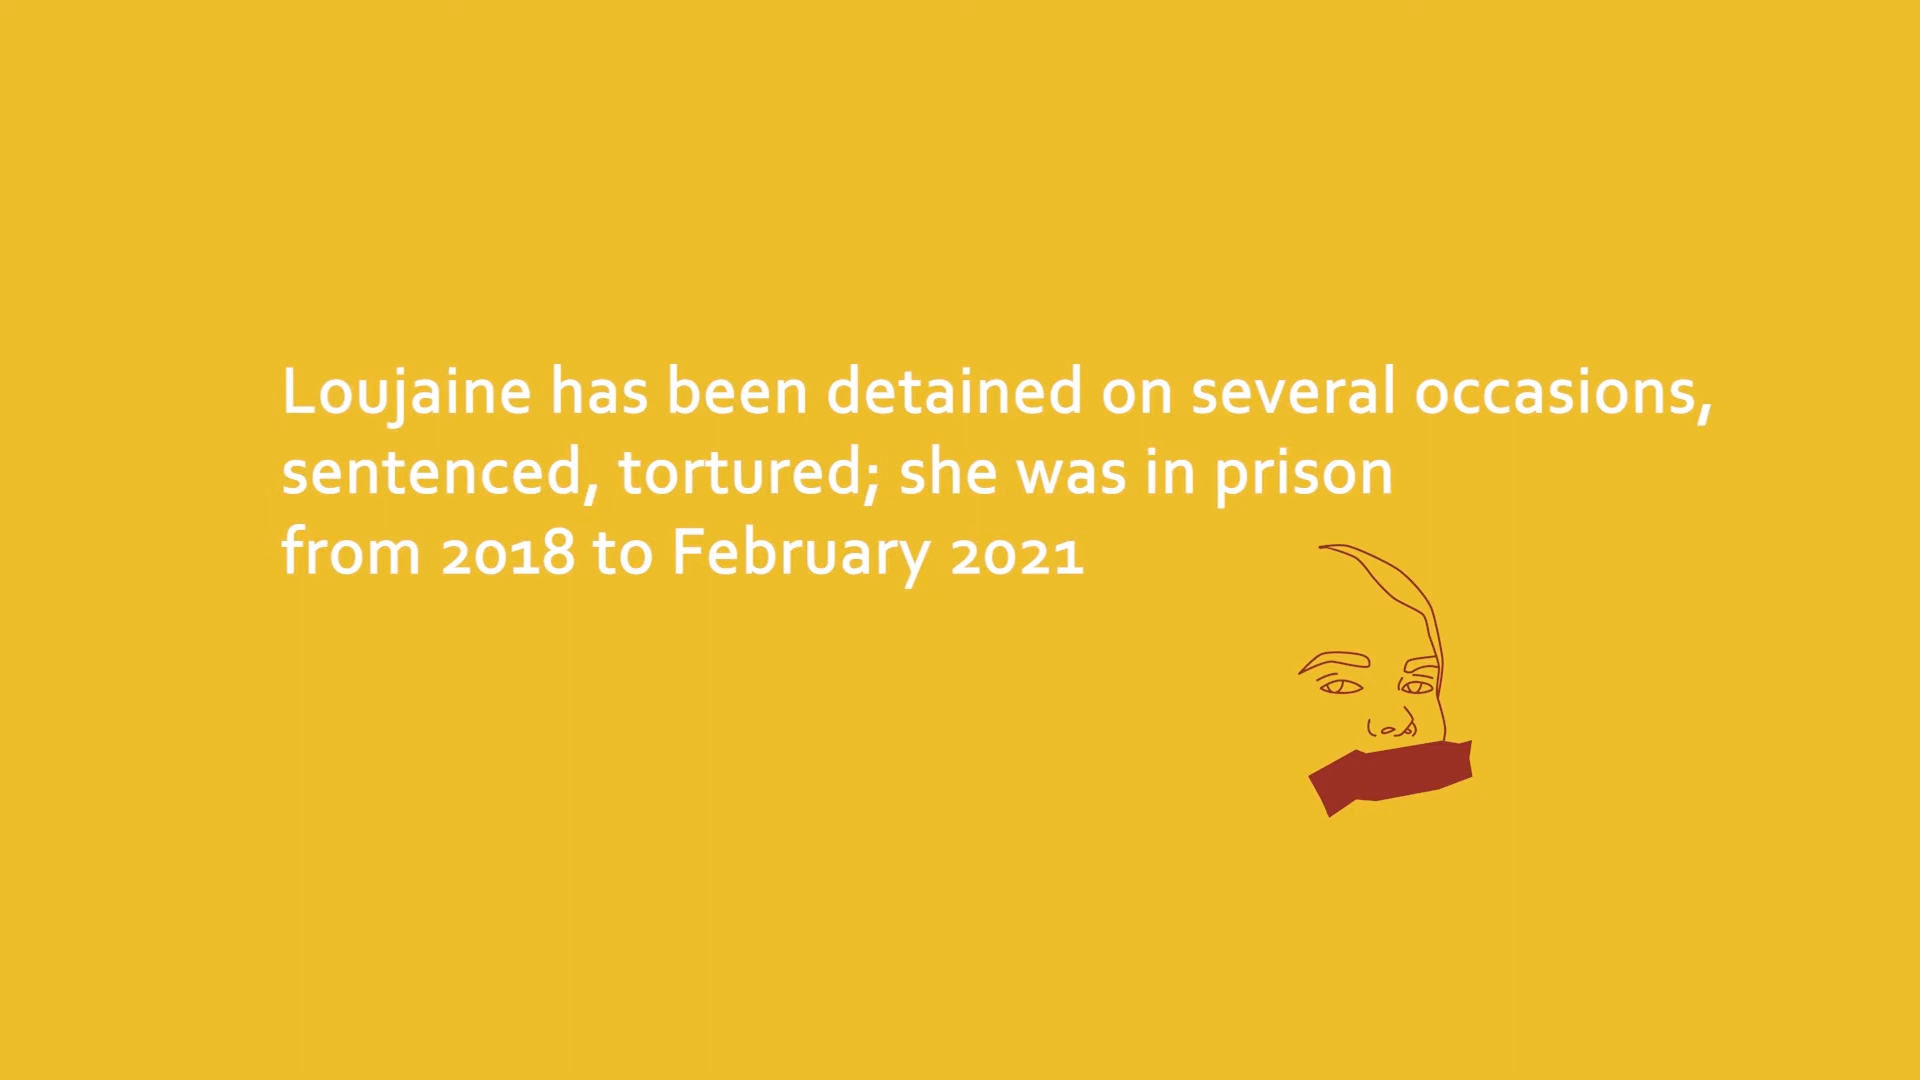 Loujaine has been detained on several occasions,
sentenced, tortured; she was in prison
from 2018 to February 2021